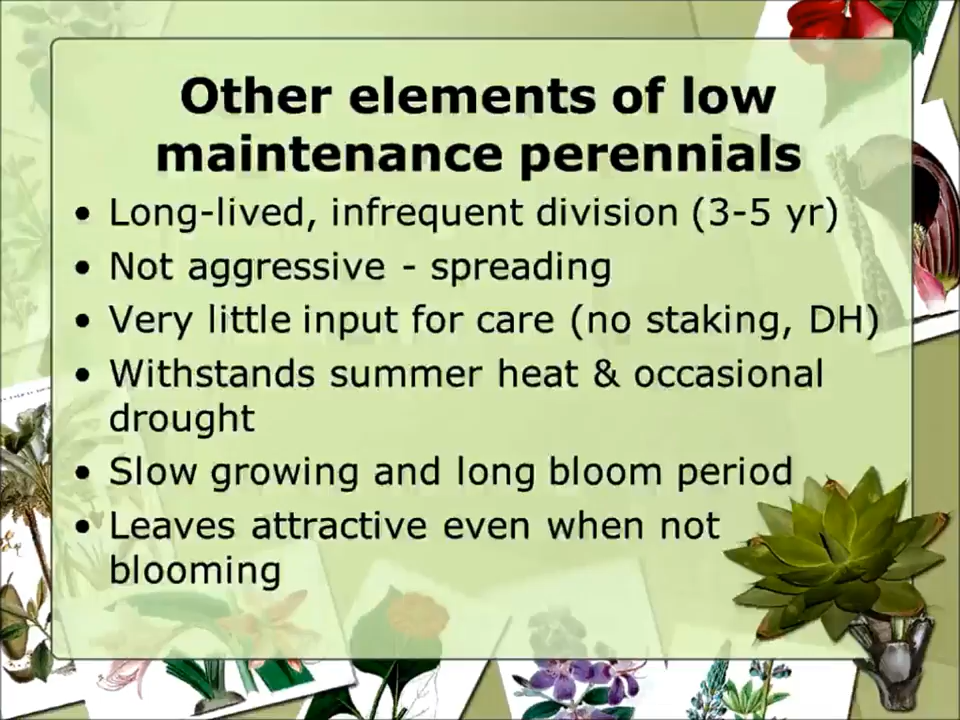 Other elements of low
maintenance perennials
• Long-lived, infrequent division (3-5 yr)
• Not aggressive - spreading
• Very little input for care (no staking, DH)
• Withstands summer heat & occasional
drought
• Slow growing and long bloom period
• Leaves attractive even when not
blooming